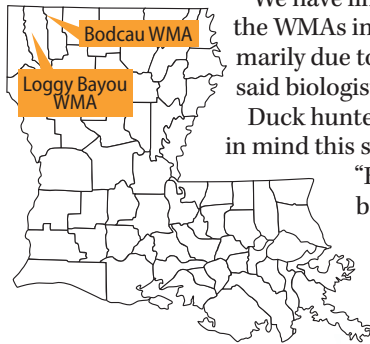 the WMAs in
Bodcau WMA
marily due to
Loggy Bayou
WMA
said biologis
Duck hunte
in mind this s